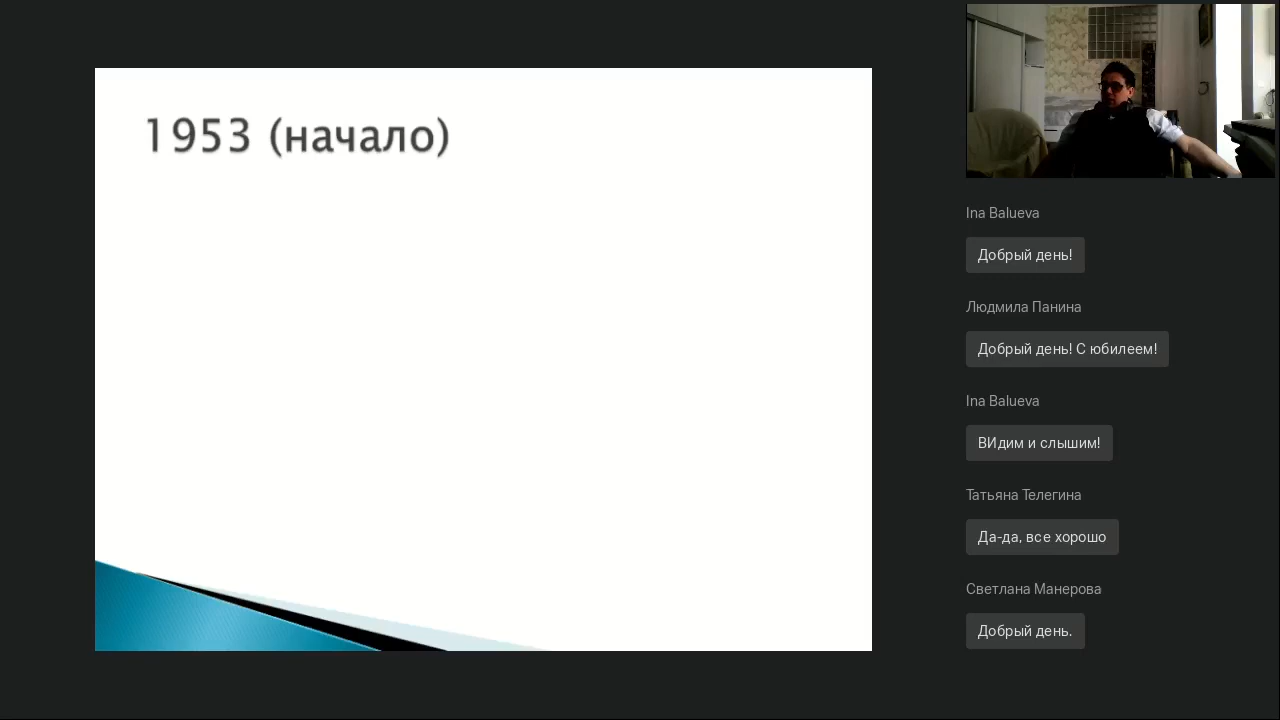 1953 (начало)
Ina Balueva
Добрый день!
Людмила Панина
Добрый день! С юбилеем!
Ina Balueva
ВИдим и слышим!
Татьяна Телегина
Да-да, все хорошо
Светлана Манерова
Добрый день.